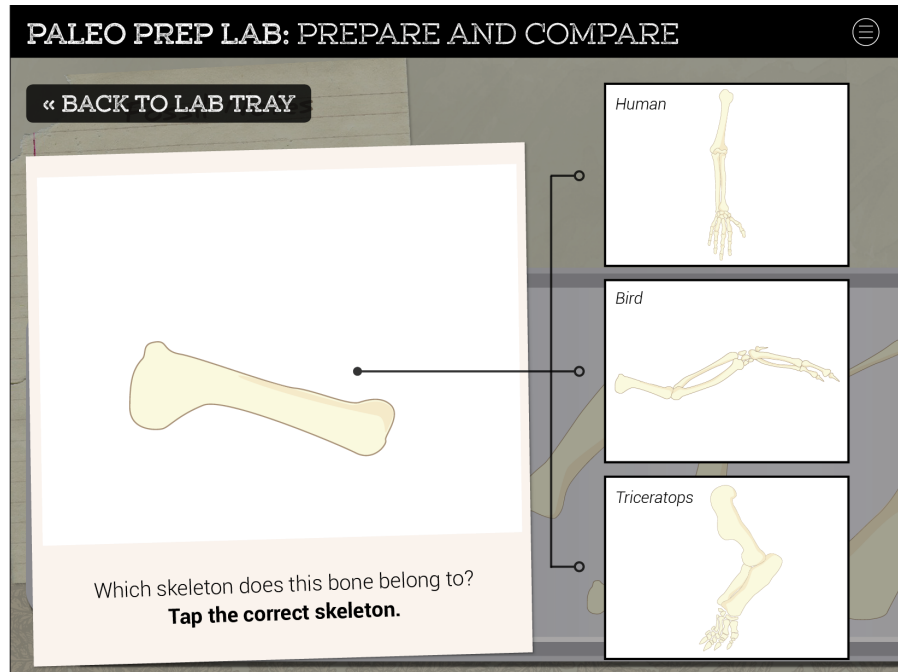 PALEO PREP LAB: PREPARE AND COMPARE
« BACK TO LAB TRAY
Human
Bird
Triceratops
Which skeleton does this bone belong to?
Tap the correct skeleton.